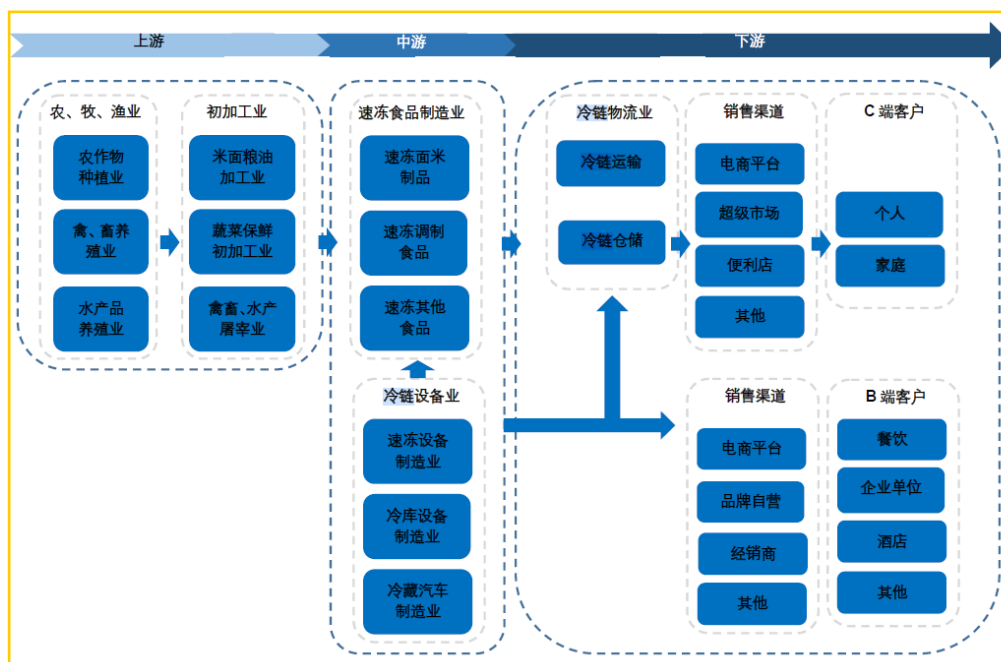 上游
中游
下游
农、牧、渔业
农作物
种植业
禽、畜养
殖业
水产品
养殖业
初加工业
米面粮油
加工业
蔬菜保鲜
初加工业
禽畜、水产
屠宰业
速冻食品制造业
速冻面米
制品
速冻调制
食品
速冻其他
食品
冷链设备业
速冻设备
制造业
冷库设备
制造业
冷藏汽车
制造业
冷链物流业
冷链运输
冷链仓储
销售渠道
电商平台
超级市场
便利店
其他
C 端客户
个人
家庭
销售渠道
电商平台
品牌自营
经销商
其他
B 端客户
餐饮
企业单位
酒店
其他